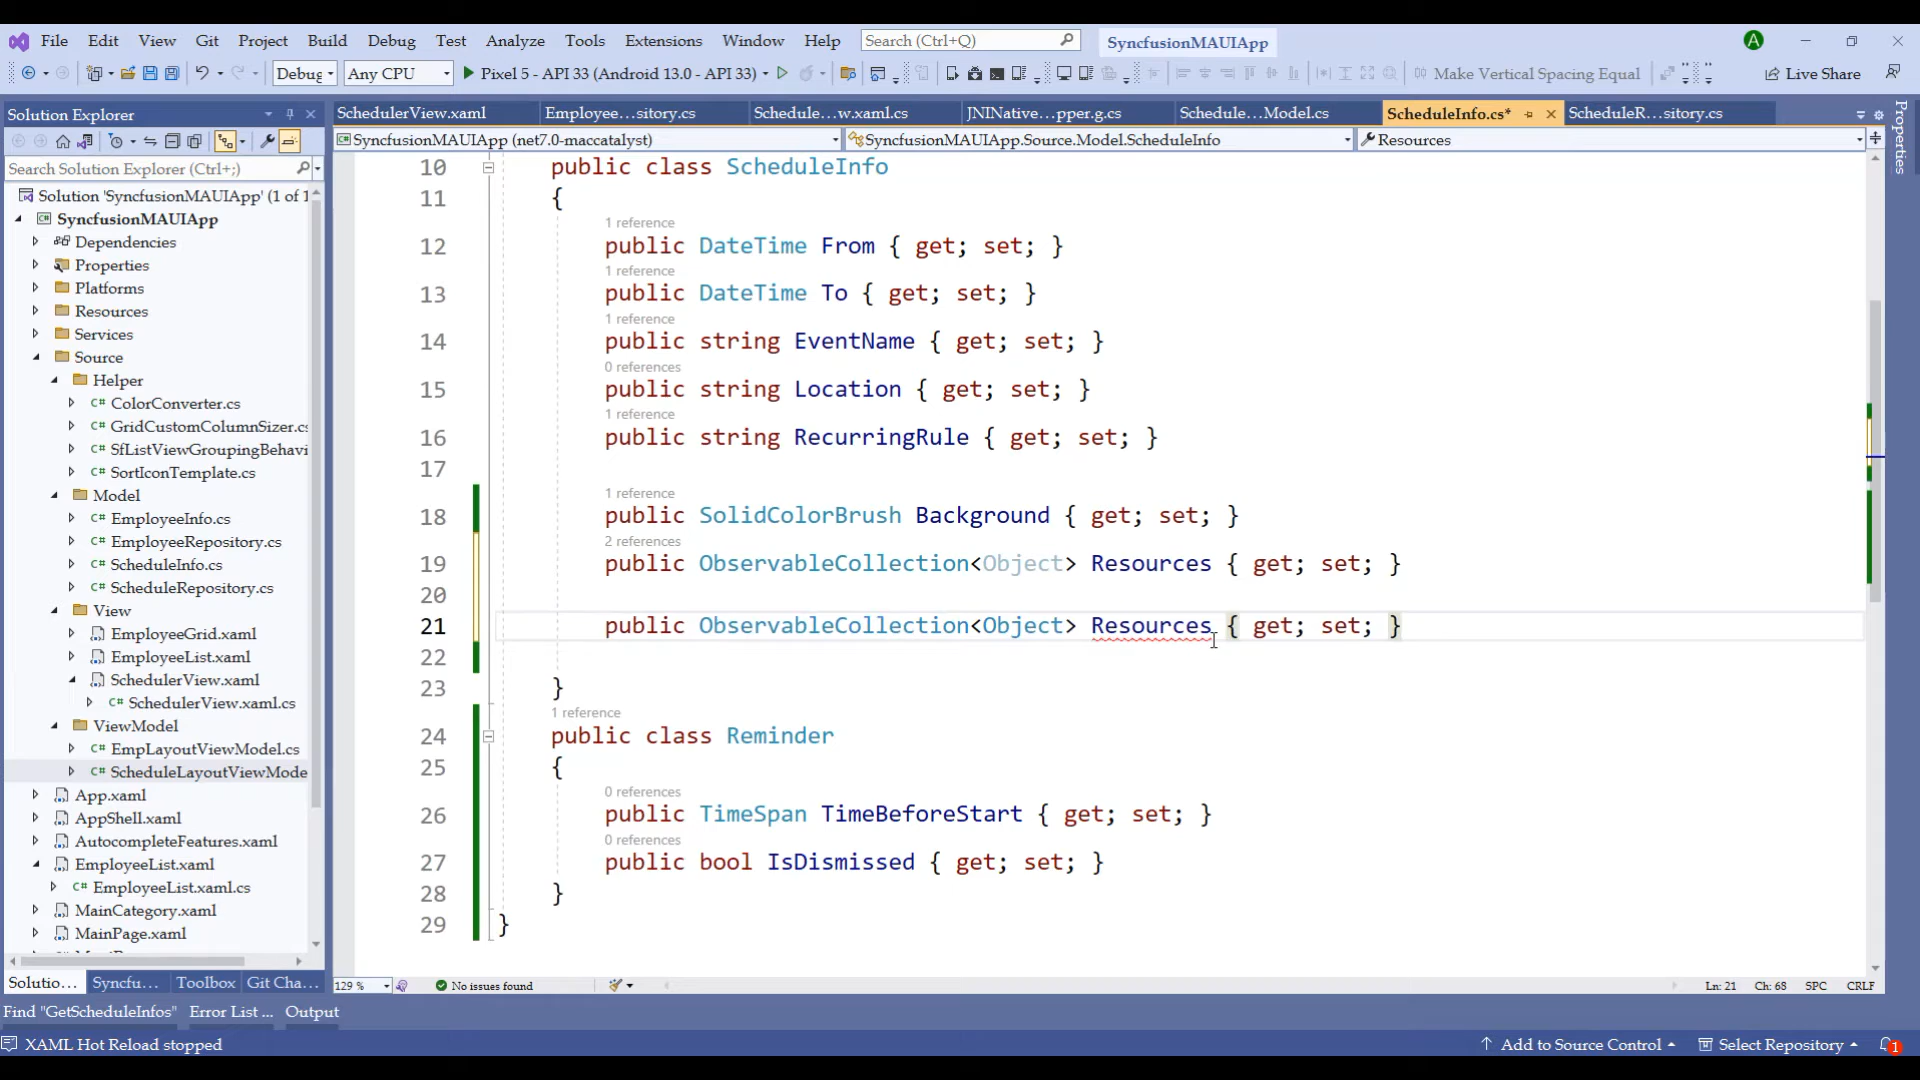 File Edit View Git Project Build Debug Test Analyze Tools Extensions Window Help Search (Ctrl+Q) SyncfusionMAUIApp A
Debug Any CPU Pixel 5 - API 33 (Android 13.0 - API 33) Make Vertical Spacing Equal Live Share
Solution Explorer
Search Solution Explorer (Ctrl+;)
Solution 'SyncfusionMAUIApp' (1 of 1
SyncfusionMAUIApp
Dependencies
Properties
Platforms
Resources
Services
Source
Helper
ColorConverter.cs
GridCustomColumnSizer.cs
SfListViewGroupingBehavi
SortIconTemplate.cs
Model
EmployeeInfo.cs
EmployeeRepository.cs
ScheduleInfo.cs
ScheduleRepository.cs
View
EmployeeGrid.xaml
EmployeeList.xaml
SchedulerView.xaml
SchedulerView.xaml.cs
ViewModel
EmpLayoutViewModel.cs
ScheduleLayoutViewMode
App.xaml
AppShell.xaml
AutocompleteFeatures.xaml
EmployeeList.xaml
EmployeeList.xaml.cs
MainCategory.xaml
MainPage.xaml
Solutio... Syncfu... Toolbox Git Cha...
SchedulerView.xaml Employee...sitory.cs Schedule...w.xaml.cs JNINative...pper.g.cs Schedule...Model.cs ScheduleInfo.cs* ScheduleR...sitory.cs
SyncfusionMAUIApp (net7.0-maccatalyst) SyncfusionMAUIApp.Source.Model.ScheduleInfo Resources
Properties
10 public class ScheduleInfo
11 {
1 reference
12 public DateTime From { get; set; }
1 reference
13 public DateTime To { get; set; }
1 reference
14 public string EventName { get; set; }
0 references
15 public string Location { get; set; }
1 reference
16 public string RecurringRule { get; set; }
17
1 reference
18 public SolidColorBrush Background { get; set; }
2 references
19 public ObservableCollection<Object> Resources { get; set; }
20
21 public ObservableCollection<Object> Resources { get; set; }
22
23 }
1 reference
24 public class Reminder
25 {
0 references
26 public TimeSpan TimeBeforeStart { get; set; }
0 references
27 public bool IsDismissed { get; set; }
28 }
29 }
129 % No issues found Ln: 21 Ch: 68 SPC CRLF
Find "GetScheduleInfos" Error List ... Output
XAML Hot Reload stopped Add to Source Control Select Repository 1